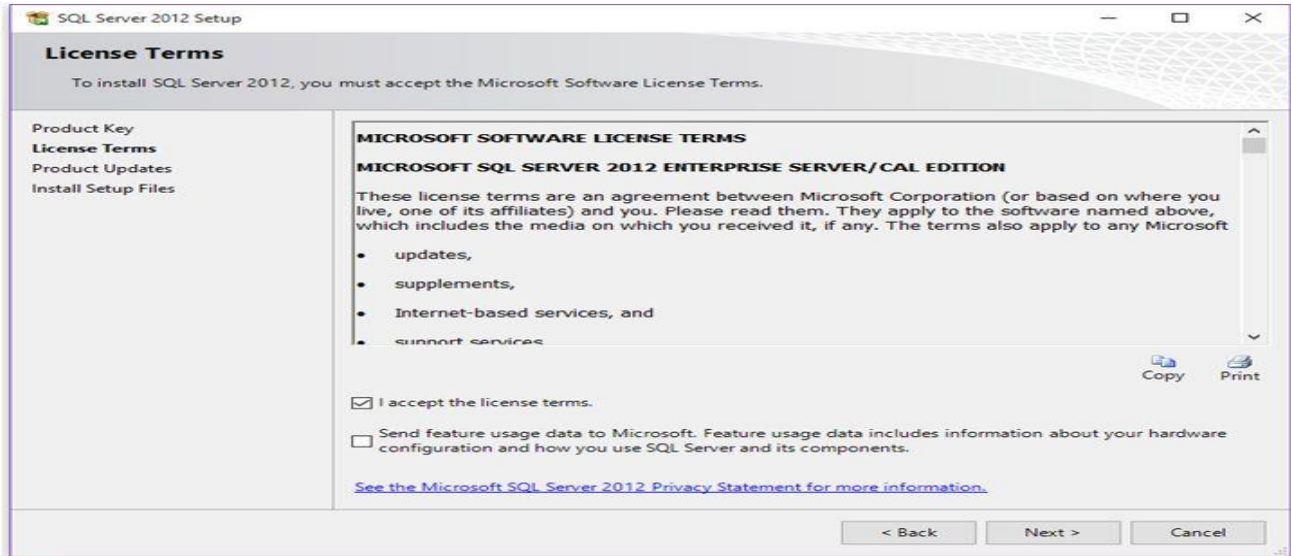 SQL Server 2012 Setup
License Terms
To install SQL Server 2012, you must accept the Microsoft Software License Terms.
Product Key
License Terms
Product Updates
Install Setup Files
MICROSOFT SOFTWARE LICENSE TERMS
MICROSOFT SQL SERVER 2012 ENTERPRISE SERVER/CAL EDITION
These license terms are an agreement between Microsoft Corporation (or based on where you
live, one of its affiliates) and you. Please read them. They apply to the software named above,
which includes the media on which you received it, if any. The terms also apply to any Microsoft
• updates,
• supplements,
• Internet-based services, and
• support services
Copy Print
I accept the license terms.
Send feature usage data to Microsoft. Feature usage data includes information about your hardware
configuration and how you use SQL Server and its components.
See the Microsoft SQL Server 2012 Privacy Statement for more information.
< Back Next > Cancel